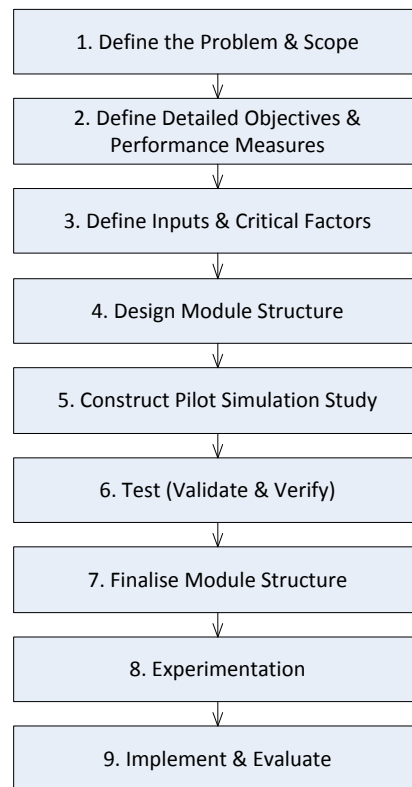 1. Define the Problem & Scope
2. Define Detailed Objectives &
Performance Measures
3. Define Inputs & Critical Factors
4. Design Module Structure
5. Construct Pilot Simulation Study
6. Test (Validate & Verify)
7. Finalise Module Structure
8. Experimentation
9. Implement & Evaluate